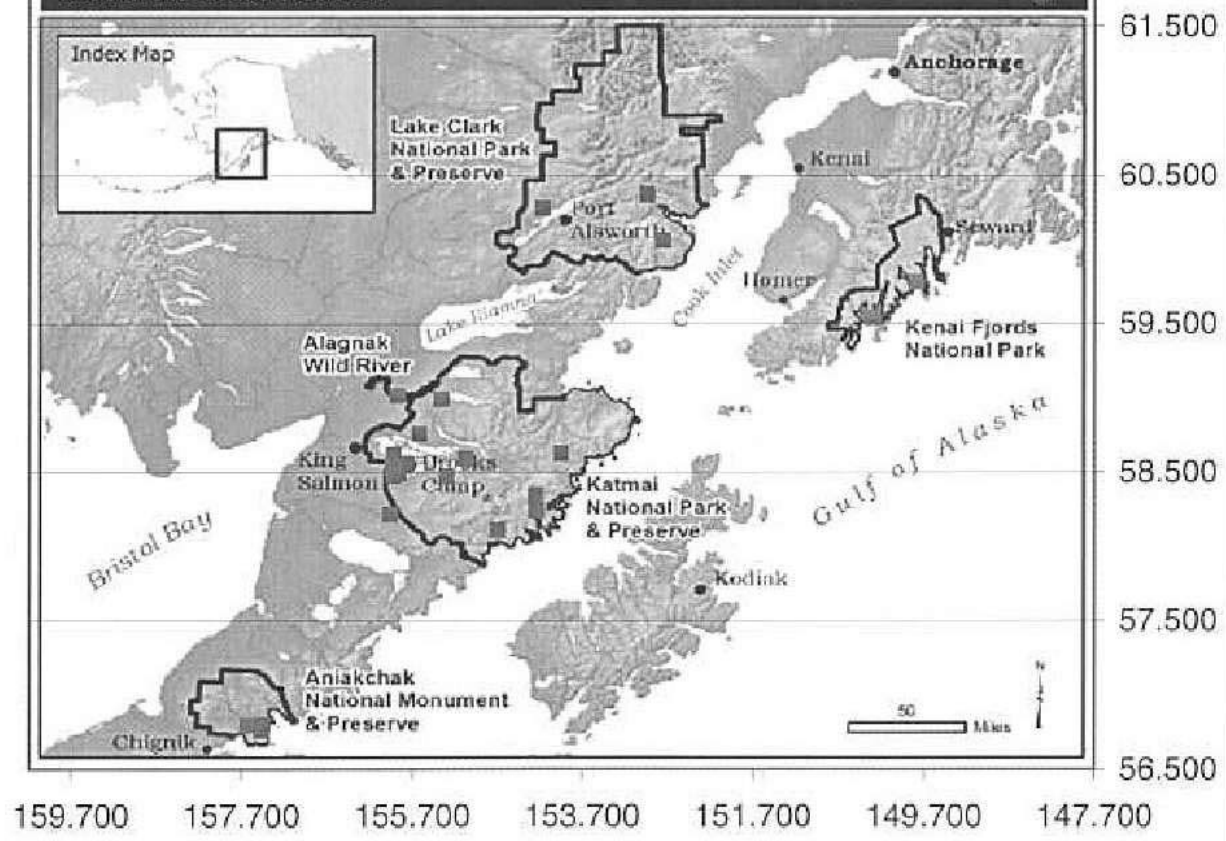 Index Map
Anchorage
Lake Clark
National Park
& Preserve
Kenai
Port
Alsworth
Seward
Cook Inlet
Homer
Lake Iliamna
Kenai Fjords
National Park
Alagnak
Wild River
King
Salmon
Brooks
Camp
Katmai
National Park
& Preserve
Gulf of Alaska
Bristol Bay
Kodiak
Aniakchak
National Monument
& Preserve
Chignik
N
50
Miles
61.500
60.500
59.500
58.500
57.500
56.500
159.700 157.700 155.700 153.700 151.700 149.700 147.700